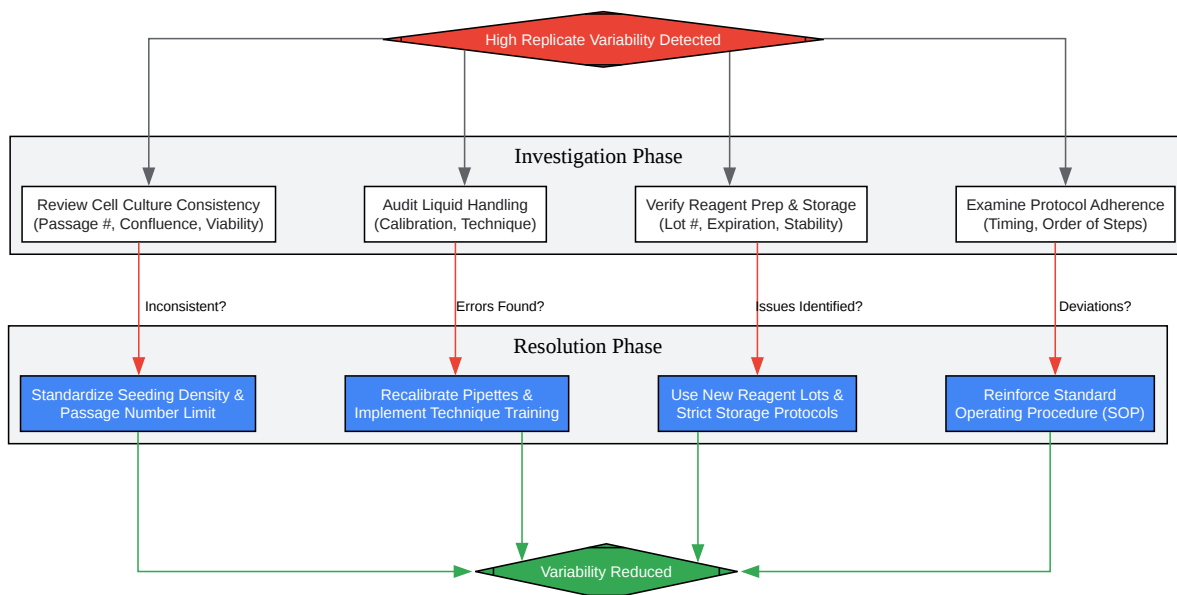 High Replicate Variability Detected
Investigation Phase
Review Cell Culture Consistency
(Passage #, Confluence, Viability)
Audit Liquid Handling
(Calibration, Technique)
Verify Reagent Prep & Storage
(Lot #, Expiration, Stability)
Examine Protocol Adherence
(Timing, Order of Steps)
Inconsistent?
Errors Found?
Issues Identified?
Deviations?
Resolution Phase
Standardize Seeding Density &
Passage Number Limit
Recalibrate Pipettes &
Implement Technique Training
Use New Reagent Lots &
Strict Storage Protocols
Reinforce Standard
Operating Procedure (SOP)
Variability Reduced